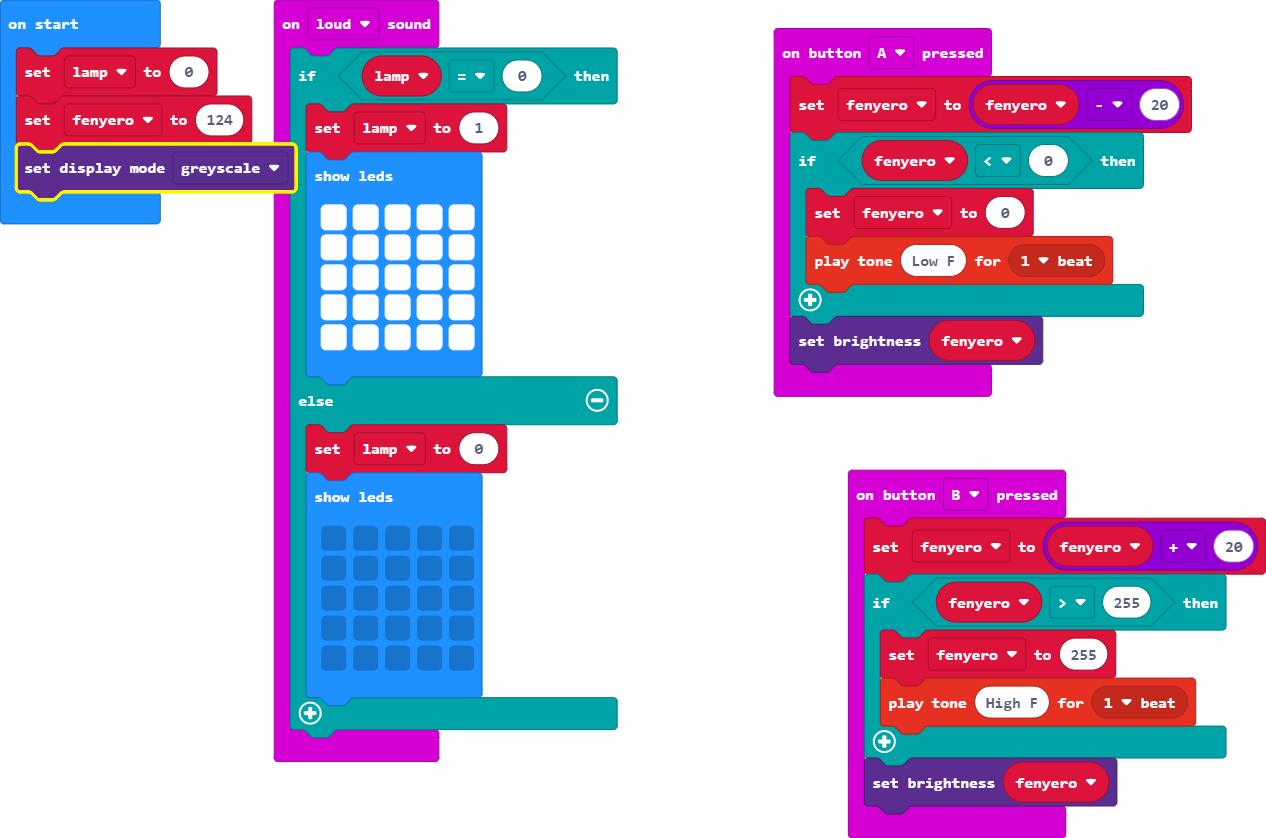 on start
set lamp to 0
set fenyero to 124
set display mode greyscale
on loud sound
if lamp = 0 then
set lamp to 1
show leds
else
set lamp to 0
show leds
on button A pressed
set fenyero to fenyero - 20
if fenyero < 0 then
set fenyero to 0
play tone Low F for 1 beat
set brightness fenyero
on button B pressed
set fenyero to fenyero + 20
if fenyero > 255 then
set fenyero to 255
play tone High F for 1 beat
set brightness fenyero